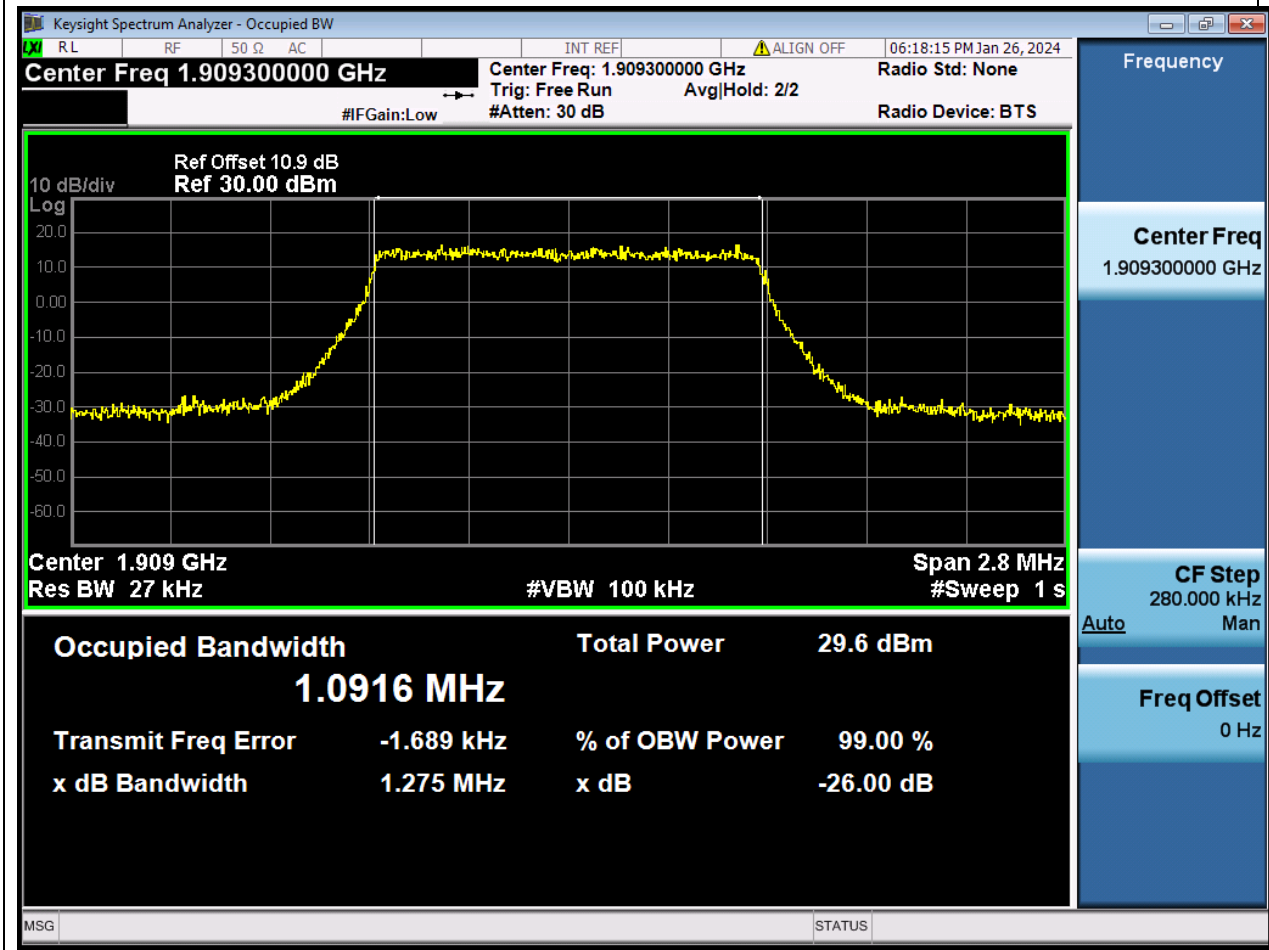 Keysight Spectrum Analyzer - Occupied BW
LXI RL RF 50 Ω AC INT REF ALIGN OFF 06:18:15 PM Jan 26, 2024
Center Freq 1.909300000 GHz
Center Freq: 1.909300000 GHz
Radio Std: None
Trig: Free Run Avg|Hold: 2/2
#IFGain:Low
#Atten: 30 dB
Radio Device: BTS
Ref Offset 10.9 dB
10 dB/div Ref 30.00 dBm
Log
20.0
10.0
0.00
-10.0
-20.0
-30.0
-40.0
-50.0
-60.0
Center 1.909 GHz Span 2.8 MHz
Res BW 27 kHz #VBW 100 kHz #Sweep 1 s
Occupied Bandwidth Total Power 29.6 dBm
1.0916 MHz
Transmit Freq Error -1.689 kHz % of OBW Power 99.00 %
x dB Bandwidth 1.275 MHz x dB -26.00 dB
MSG STATUS
Frequency
Center Freq
1.909300000 GHz
CF Step
280.000 kHz
Auto Man
Freq Offset
0 Hz